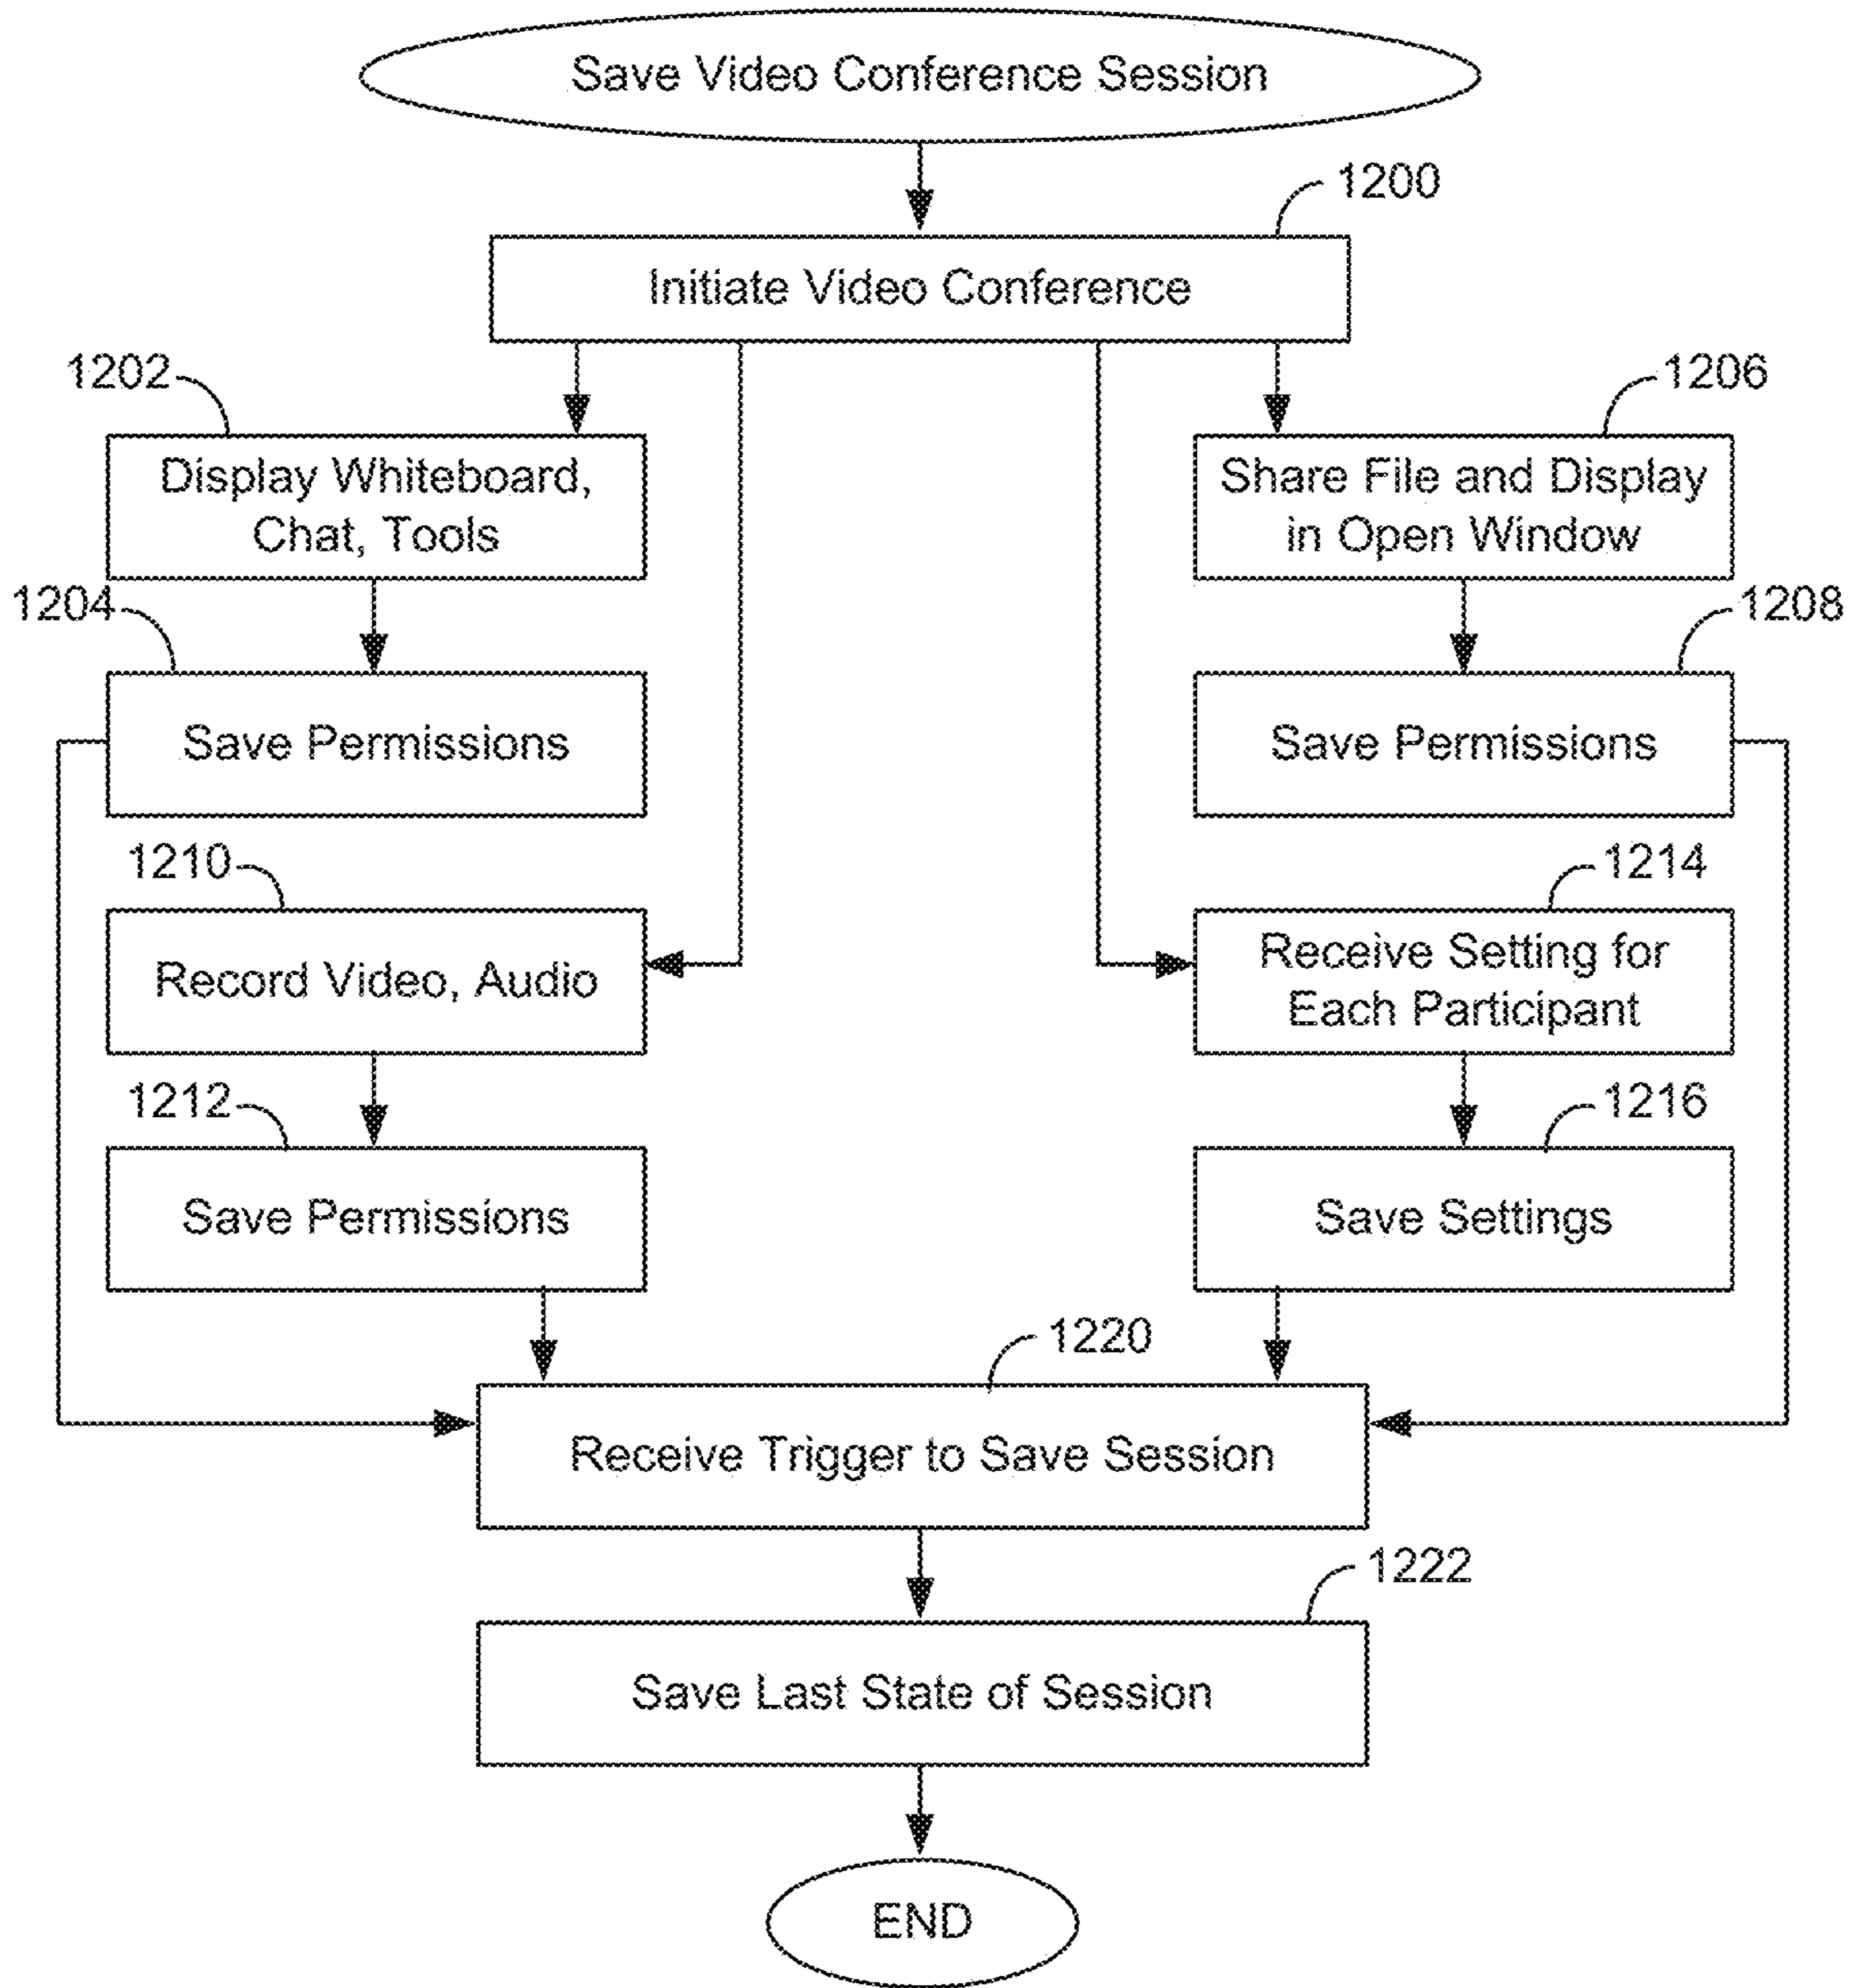 Save Video Conference Session
1200
Initiate Video Conference
1202
1206
Display Whiteboard,
Chat, Tools
Share File and Display
in Open Window
1204
1208
Save Permissions
Save Permissions
1210
1214
Record Video, Audio
Receive Setting for
Each Participant
1212
1216
Save Permissions
Save Settings
1220
Receive Trigger to Save Session
1222
Save Last State of Session
END